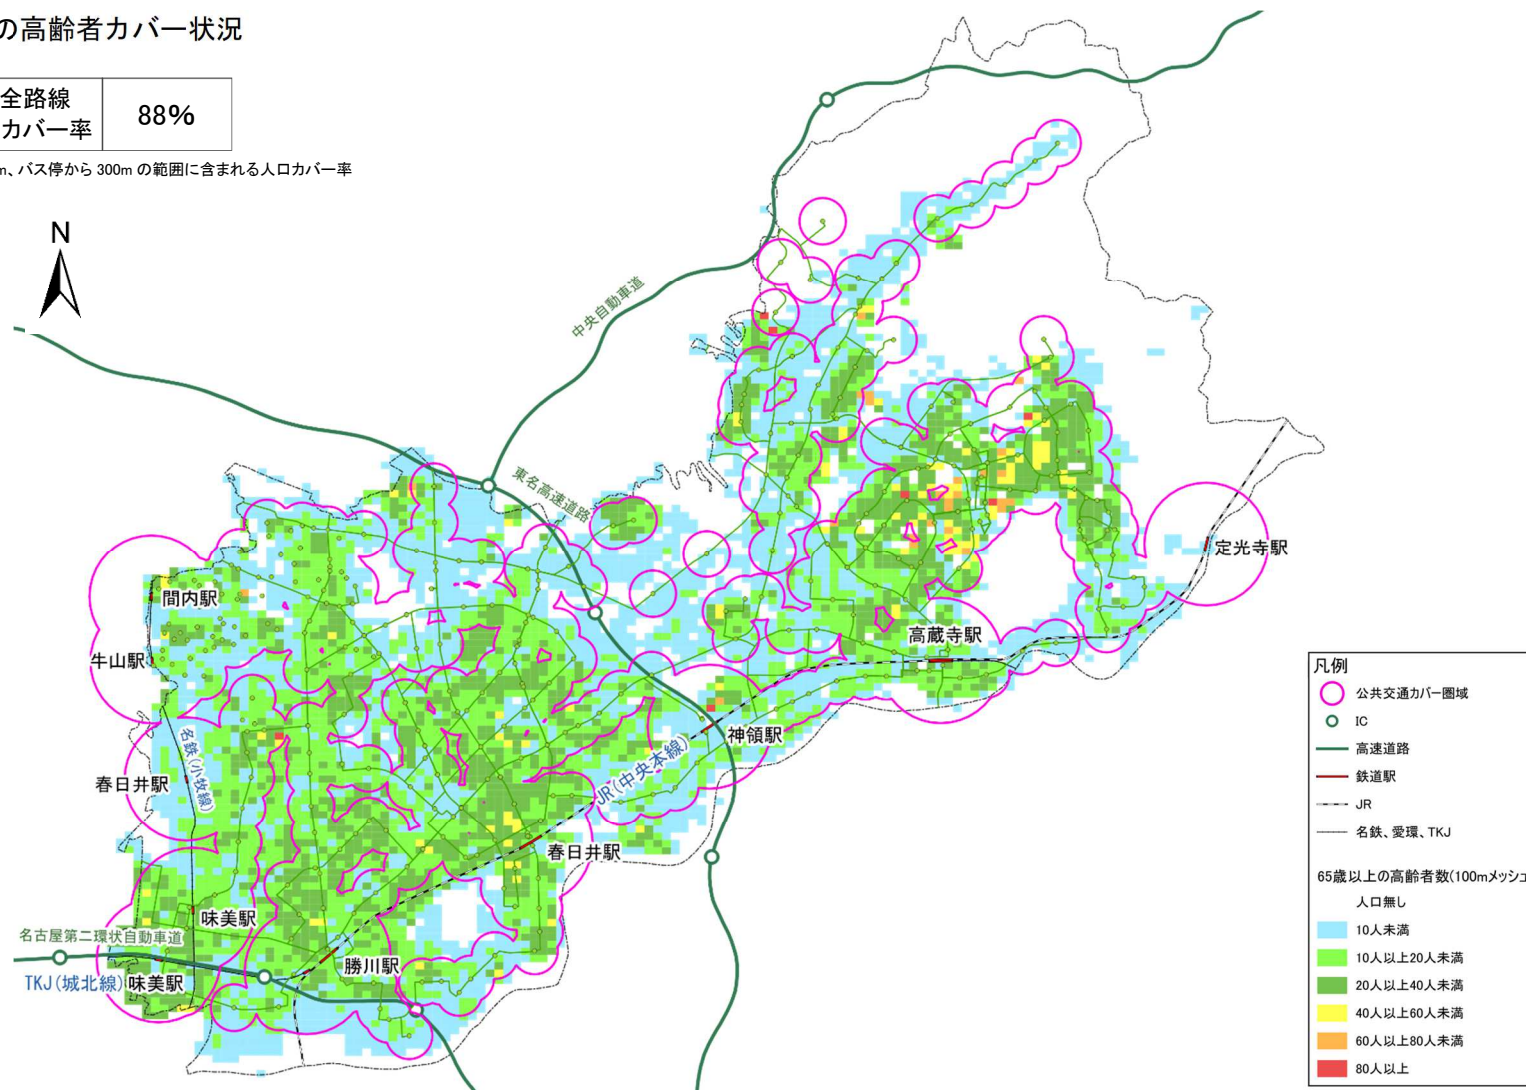 の高齢者カバー状況
全路線
カバー率
88%
m、バス停から 300m の範囲に含まれる人口カバー率
N
中央自動車道
東名高速道路
定光寺駅
間内駅
高蔵寺駅
牛山駅
名鉄(小牧線)
神領駅
JR(中央本線)
春日井駅
春日井駅
味美駅
名古屋第二環状自動車道
勝川駅
TKJ(城北線)
味美駅
凡例
公共交通カバー圏域
IC
高速道路
鉄道駅
JR
名鉄、愛環、TKJ
65歳以上の高齢者数(100mメッシュ
人口無し
10人未満
10人以上20人未満
20人以上40人未満
40人以上60人未満
60人以上80人未満
80人以上